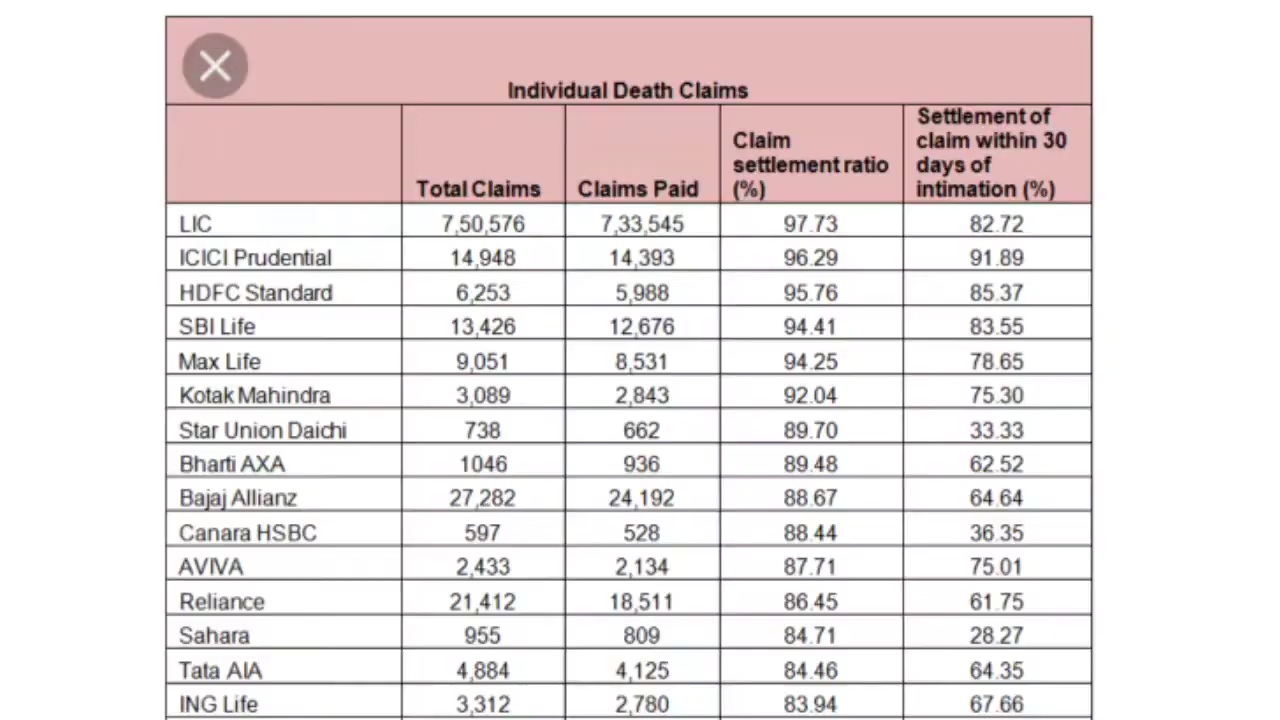 Individual Death Claims
Total Claims Claims Paid Claim settlement ratio (%) Settlement of claim within 30 days of intimation (%)
LIC 7,50,576 7,33,545 97.73 82.72
ICICI Prudential 14,948 14,393 96.29 91.89
HDFC Standard 6,253 5,988 95.76 85.37
SBI Life 13,426 12,676 94.41 83.55
Max Life 9,051 8,531 94.25 78.65
Kotak Mahindra 3,089 2,843 92.04 75.30
Star Union Daichi 738 662 89.70 33.33
Bharti AXA 1046 936 89.48 62.52
Bajaj Allianz 27,282 24,192 88.67 64.64
Canara HSBC 597 528 88.44 36.35
AVIVA 2,433 2,134 87.71 75.01
Reliance 21,412 18,511 86.45 61.75
Sahara 955 809 84.71 28.27
Tata AIA 4,884 4,125 84.46 64.35
ING Life 3,312 2,780 83.94 67.66